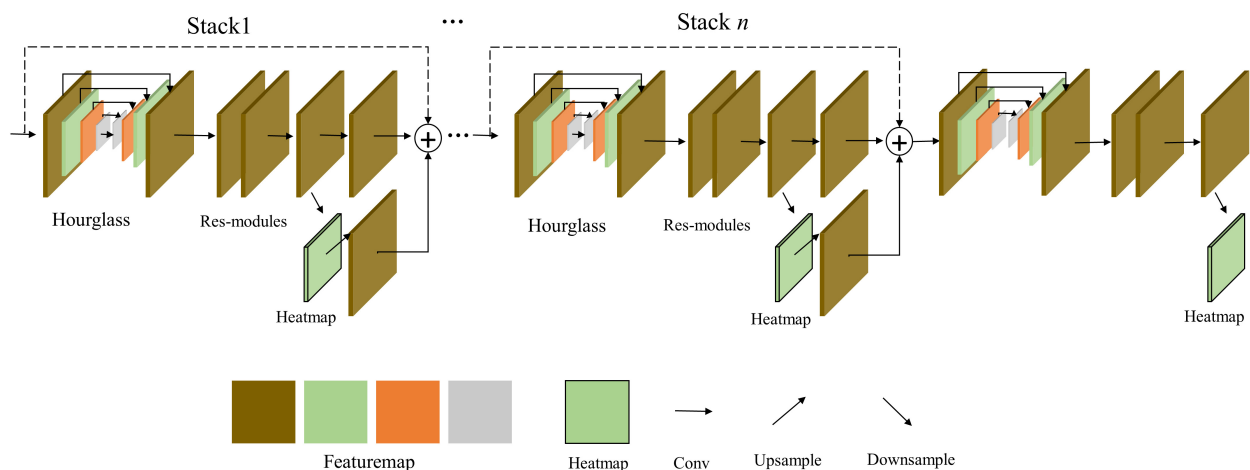 Stack1
...
Stack n
+
...
+
Hourglass
Res-modules
Hourglass
Res-modules
Heatmap
Heatmap
Heatmap
Featuremap
Heatmap
Conv
Upsample
Downsample